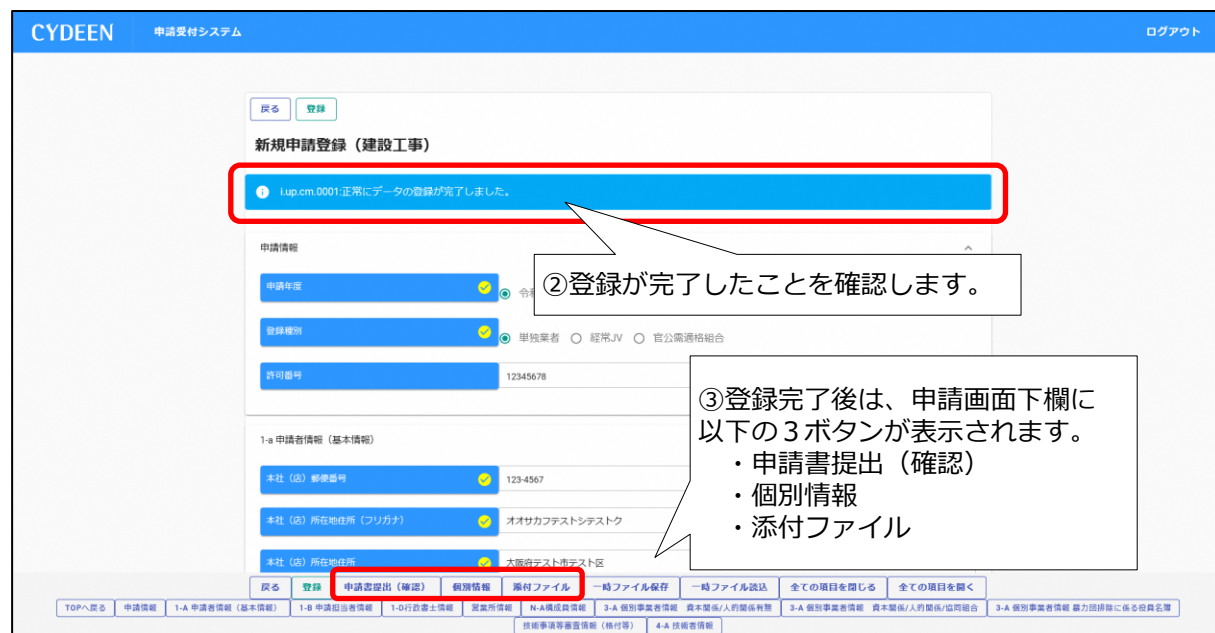 CYDEEN 申請受付システム ログアウト
戻る 登録
新規申請登録（建設工事）
i.up.cm.0001:正常にデータの登録が完了しました。
申請情報
②登録が完了したことを確認します。
申請年度 令和
登録種別 単独業者 経常JV 官公需適格組合
許可番号 12345678
③登録完了後は、申請画面下欄に
以下の３ボタンが表示されます。
・申請書提出（確認）
・個別情報
・添付ファイル
1-a 申請者情報（基本情報）
本社（店）郵便番号 123-4567
本社（店）所在地住所（フリガナ） オオサカフテストシテストク
本社（店）所在地住所 大阪府テスト市テスト区
戻る 登録 申請書提出（確認） 個別情報 添付ファイル 一時ファイル保存 一時ファイル読込 全ての項目を閉じる 全ての項目を開く
TOPへ戻る 申請情報 1-A 申請者情報（基本情報） 1-B 申請担当者情報 1-D行政書士情報 営業所情報 N-A構成員情報 3-A 個別事業者情報 資本関係/人的関係有無 3-A 個別事業者情報 資本関係/人的関係/協同組合 3-A 個別事業者情報 暴力団排除に係る役員名簿
技術事項等審査情報（格付等） 4-A 技術者情報